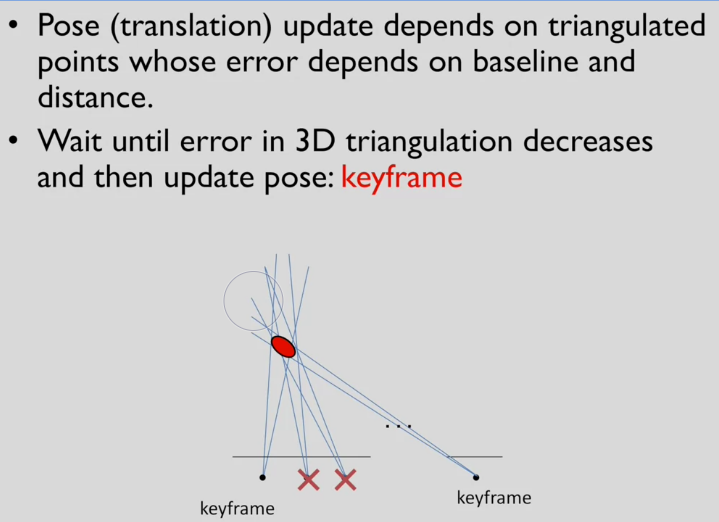 • Pose (translation) update depends on triangulated
points whose error depends on baseline and
distance.
• Wait until error in 3D triangulation decreases
and then update pose: keyframe
...
keyframe
keyframe